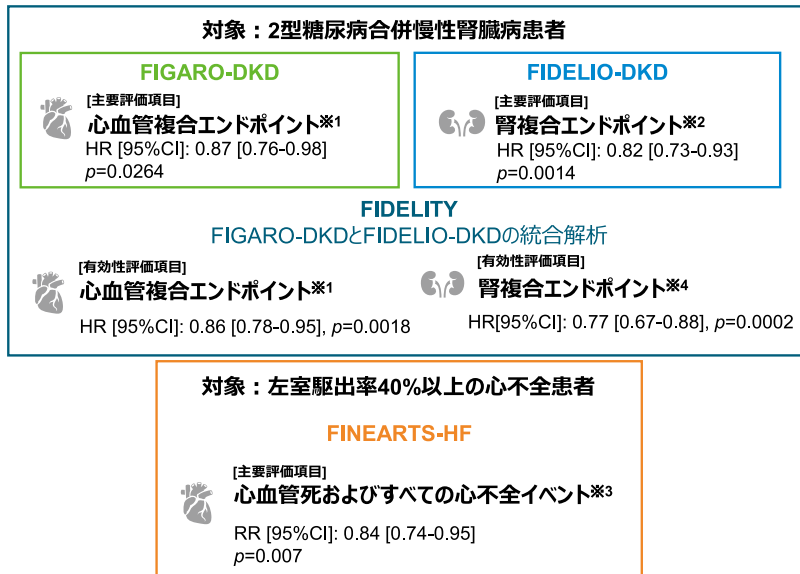 対象：2型糖尿病合併慢性腎臓病患者
FIGARO-DKD
[主要評価項目]
心血管複合エンドポイント※1
HR [95%CI]: 0.87 [0.76-0.98]
p=0.0264
FIDELIO-DKD
[主要評価項目]
腎複合エンドポイント※2
HR [95%CI]: 0.82 [0.73-0.93]
p=0.0014
FIDELITY
FIGARO-DKDとFIDELIO-DKDの統合解析
[有効性評価項目]
心血管複合エンドポイント※1
HR [95%CI]: 0.86 [0.78-0.95], p=0.0018
[有効性評価項目]
腎複合エンドポイント※4
HR[95%CI]: 0.77 [0.67-0.88], p=0.0002
対象：左室駆出率40%以上の心不全患者
FINEARTS-HF
[主要評価項目]
心血管死およびすべての心不全イベント※3
RR [95%CI]: 0.84 [0.74-0.95]
p=0.007